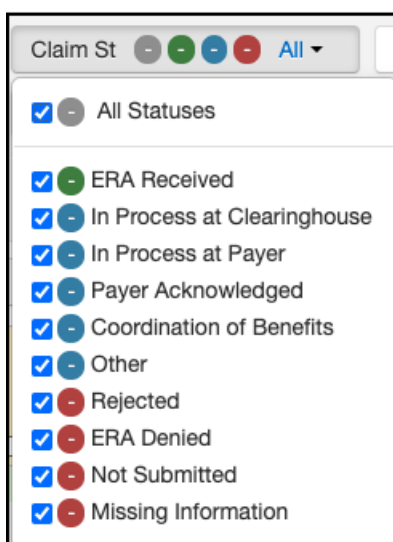 Claim St - - - - All
- All Statuses
- ERA Received
- In Process at Clearinghouse
- In Process at Payer
- Payer Acknowledged
- Coordination of Benefits
- Other
- Rejected
- ERA Denied
- Not Submitted
- Missing Information